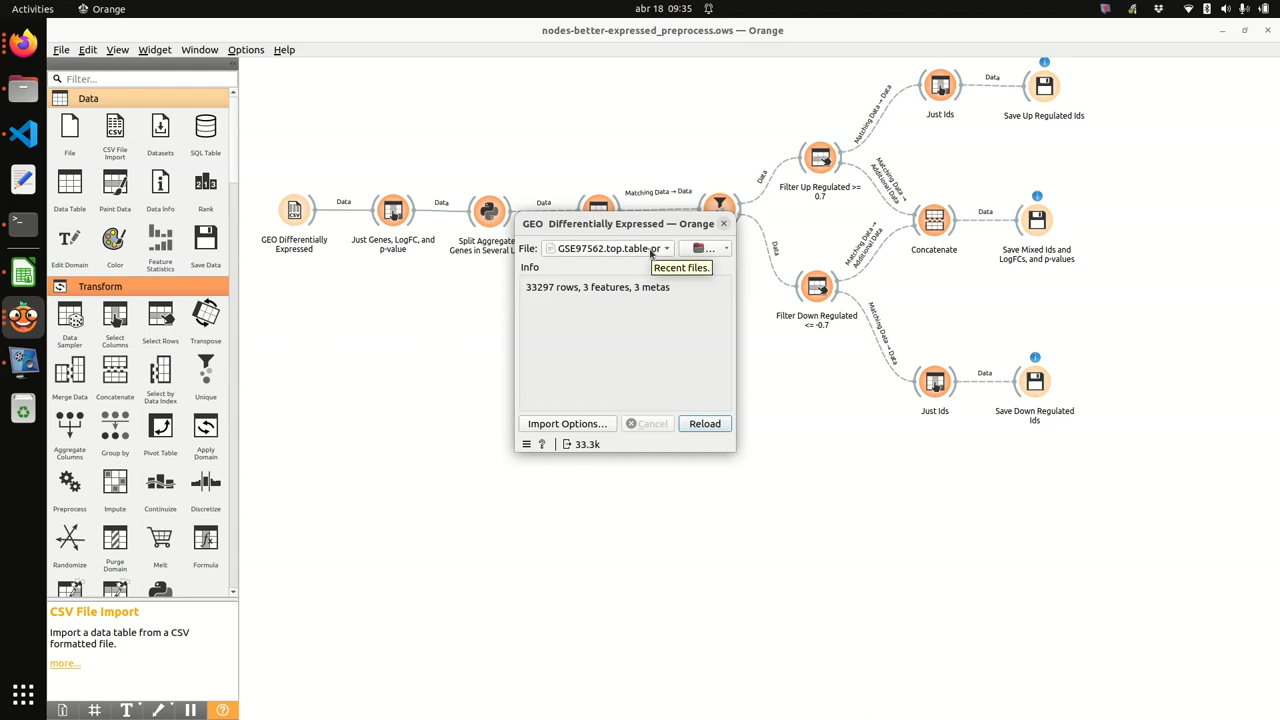 Activities
Orange
abr 18 09:35
nodes-better-expressed_preprocess.ows — Orange
File Edit View Widget Window Options Help
Filter...
Data
File
CSV File Import
Datasets
SQL Table
Data Table
Paint Data
Data Info
Rank
Edit Domain
Color
Feature Statistics
Save Data
Transform
Data Sampler
Select Columns
Select Rows
Transpose
Merge Data
Concatenate
Select by Data Index
Unique
Aggregate Columns
Group by
Pivot Table
Apply Domain
Preprocess
Impute
Continuize
Discretize
Randomize
Purge Domain
Melt
Formula
CSV File Import
Import a data table from a CSV
formatted file.
more...
GEO Differentially
Expressed
Data
Just Genes, LogFC, and
p-value
Data
Split Aggregate
Genes in Several L
Data
Matching Data → Data
Data
Data
Filter Up Regulated >=
0.7
Filter Down Regulated
<= -0.7
Matching Data → Data
Matching Data →
Additional Data
Matching Data →
Additional Data
Matching Data → Data
Just Ids
Data
Save Up Regulated Ids
Concatenate
Data
Save Mixed Ids and
LogFCs, and p-values
Just Ids
Data
Save Down Regulated
Ids
GEO Differentially Expressed — Orange
File: GSE97562.top.table-pr ...
Recent files.
Info
33297 rows, 3 features, 3 metas
Import Options...
Cancel
Reload
33.3k